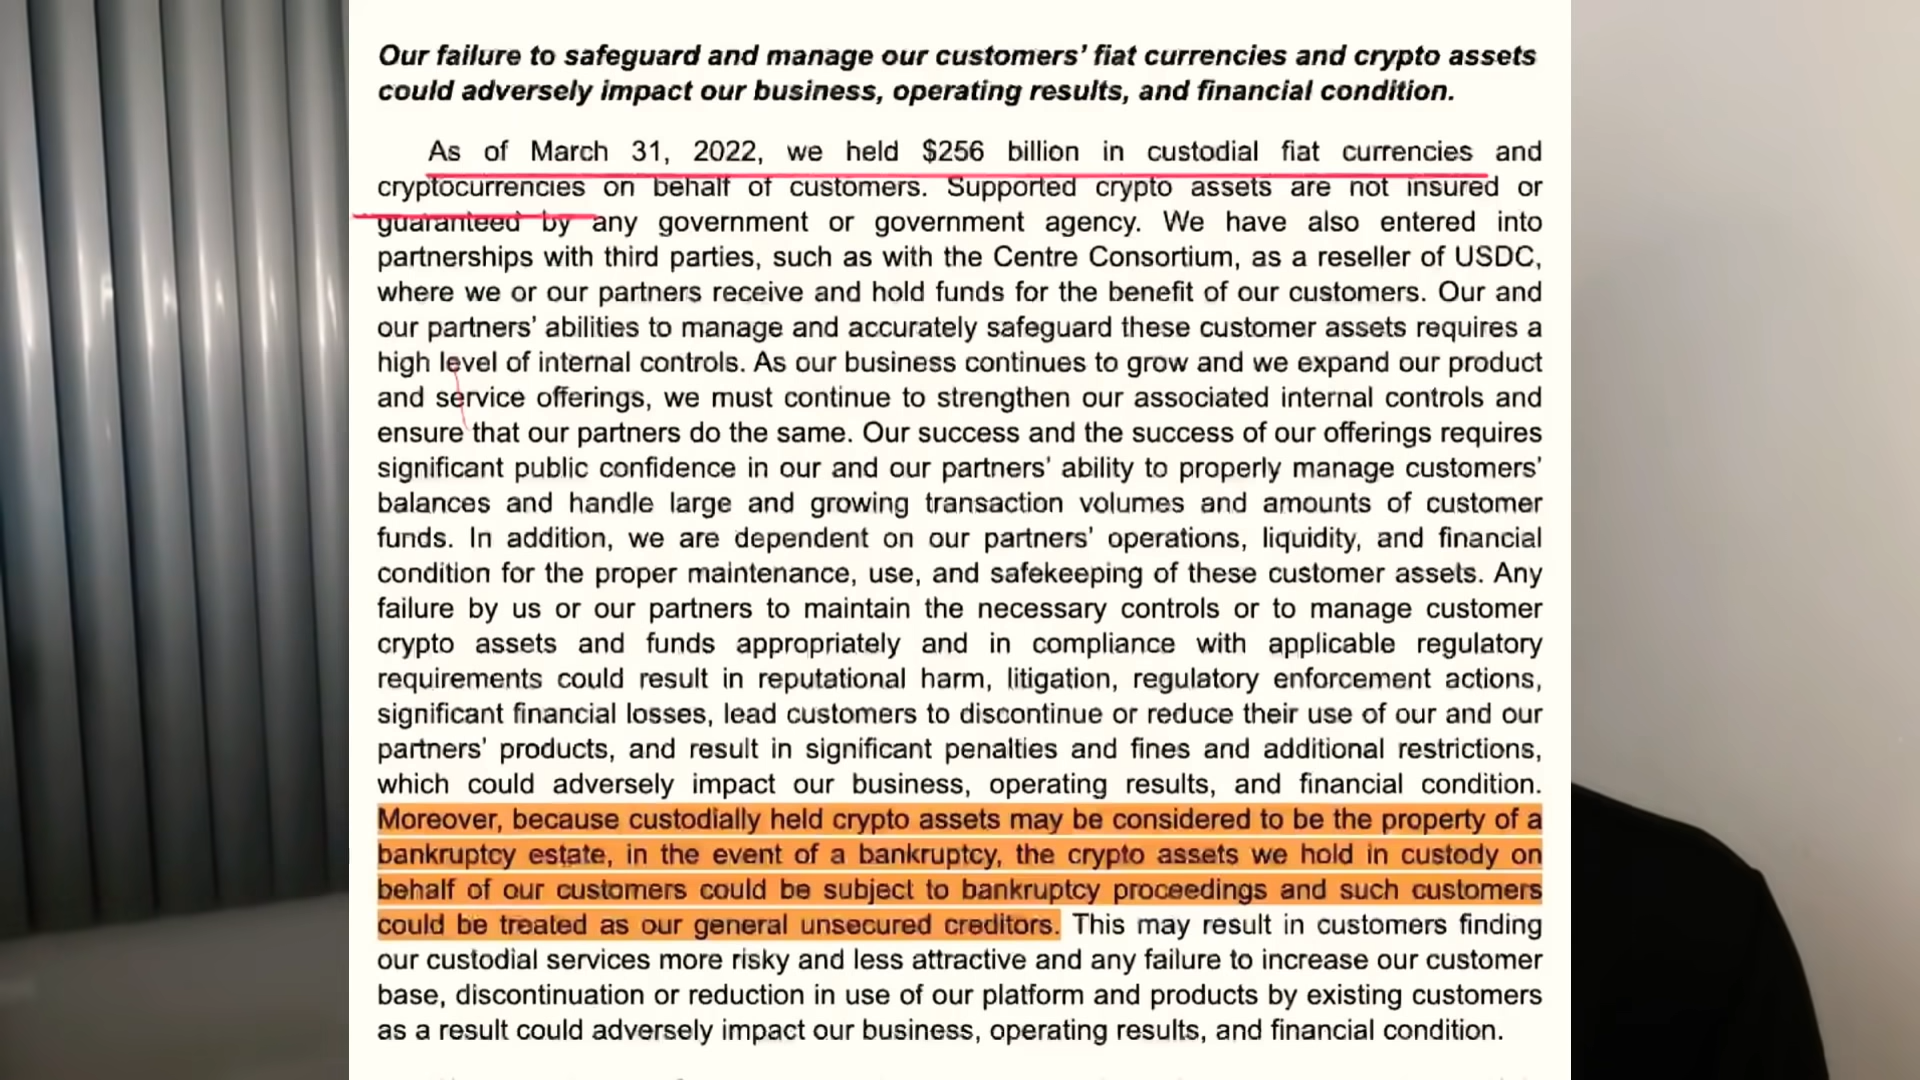 Our failure to safeguard and manage our customers' fiat currencies and crypto assets
could adversely impact our business, operating results, and financial condition.
As of March 31, 2022, we held $256 billion in custodial fiat currencies and
cryptocurrencies on behalf of customers. Supported crypto assets are not insured or
guaranteed by any government or government agency. We have also entered into
partnerships with third parties, such as with the Centre Consortium, as a reseller of USDC,
where we or our partners receive and hold funds for the benefit of our customers. Our and
our partners' abilities to manage and accurately safeguard these customer assets requires a
high level of internal controls. As our business continues to grow and we expand our product
and service offerings, we must continue to strengthen our associated internal controls and
ensure that our partners do the same. Our success and the success of our offerings requires
significant public confidence in our and our partners' ability to properly manage customers'
balances and handle large and growing transaction volumes and amounts of customer
funds. In addition, we are dependent on our partners' operations, liquidity, and financial
condition for the proper maintenance, use, and safekeeping of these customer assets. Any
failure by us or our partners to maintain the necessary controls or to manage customer
crypto assets and funds appropriately and in compliance with applicable regulatory
requirements could result in reputational harm, litigation, regulatory enforcement actions,
significant financial losses, lead customers to discontinue or reduce their use of our and our
partners' products, and result in significant penalties and fines and additional restrictions,
which could adversely impact our business, operating results, and financial condition.
Moreover, because custodially held crypto assets may be considered to be the property of a
bankruptcy estate, in the event of a bankruptcy, the crypto assets we hold in custody on
behalf of our customers could be subject to bankruptcy proceedings and such customers
could be treated as our general unsecured creditors. This may result in customers finding
our custodial services more risky and less attractive and any failure to increase our customer
base, discontinuation or reduction in use of our platform and products by existing customers
as a result could adversely impact our business, operating results, and financial condition.